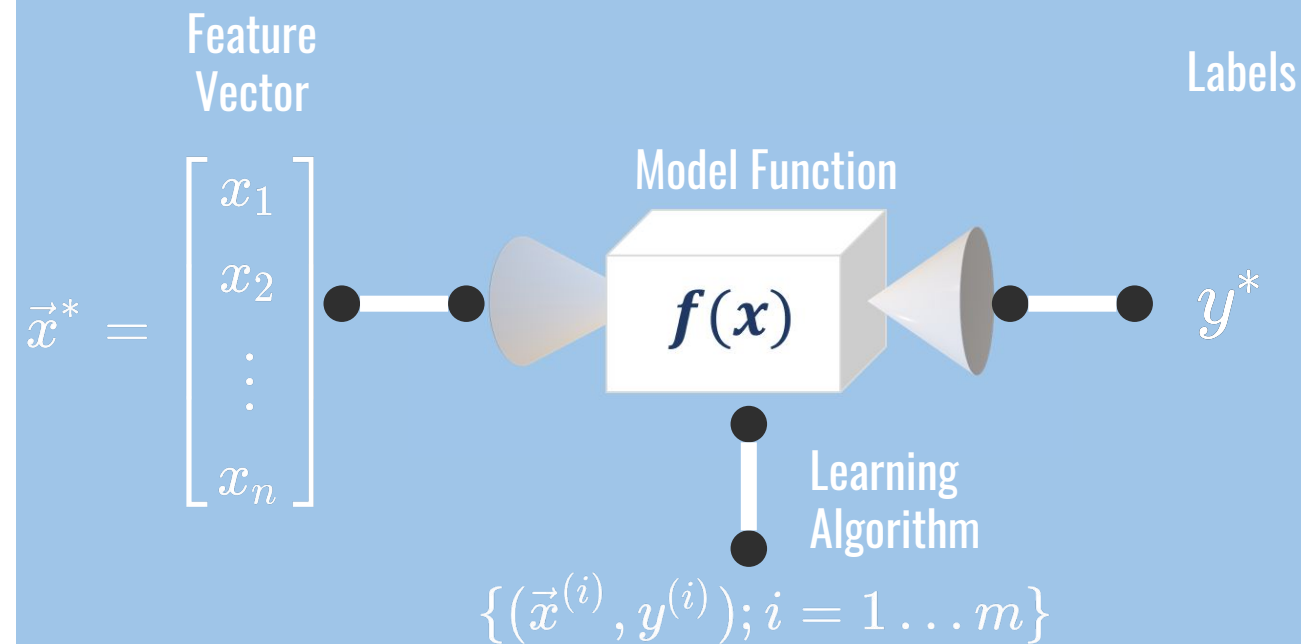 Feature
Vector
Labels
Model Function
x₁
x₂
⋮
xₙ
x⃗* =
f(x)
y*
Learning
Algorithm
{(x⃗⁽ⁱ⁾, y⁽ⁱ⁾); i = 1 … m}